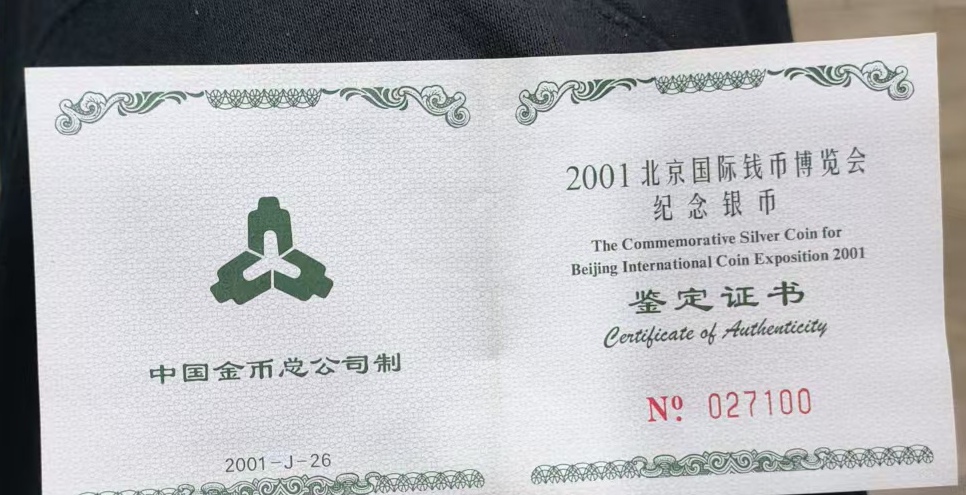 中国金币总公司制
2001-J-26
2001北京国际钱币博览会
纪念银币
The Commemorative Silver Coin for
Beijing International Coin Exposition 2001
鉴定证书
Certificate of Authenticity
Nº 027100